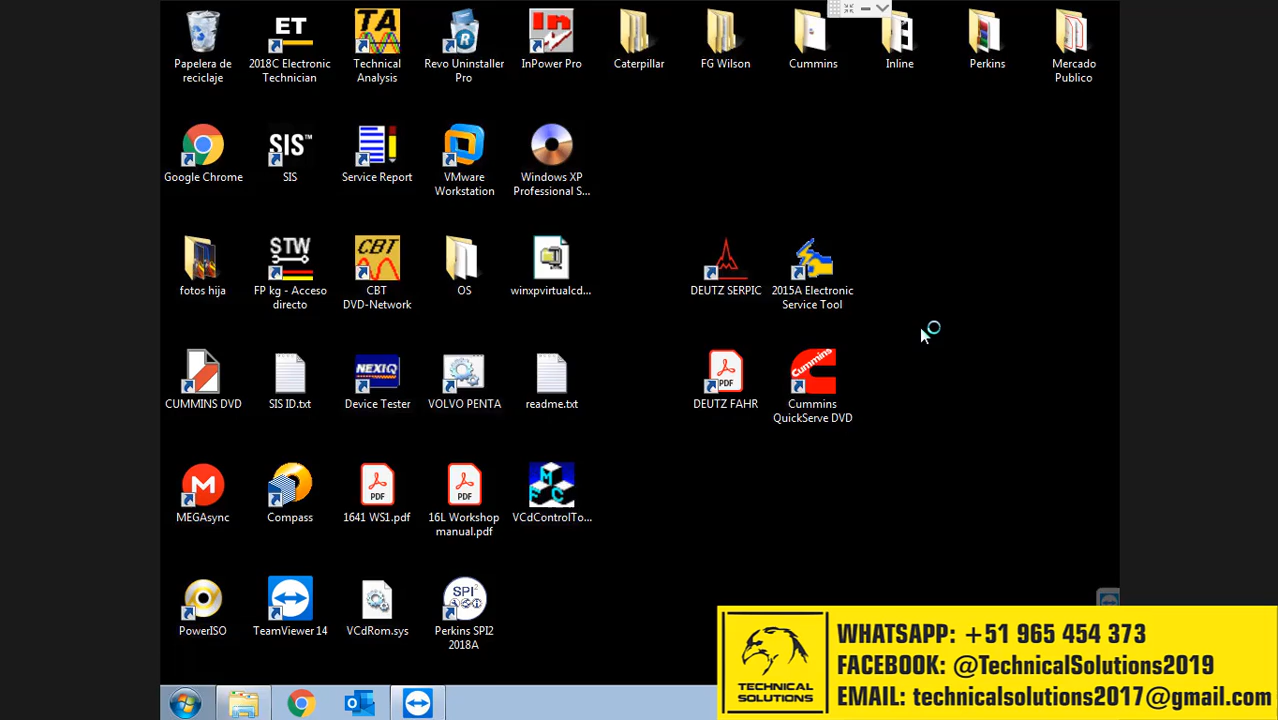 ET
TA
In
Papelera de
reciclaje
2018C Electronic
Technician
Technical
Analysis
Revo Uninstaller
Pro
InPower Pro
Caterpillar
FG Wilson
Cummins
Inline
Perkins
Mercado
Publico
SIS™
Google Chrome
SIS
Service Report
VMware
Workstation
Windows XP
Professional S...
STW
CBT
fotos hija
FP kg - Acceso
directo
CBT
DVD-Network
OS
winxpvirtualcd...
DEUTZ SERPIC
2015A Electronic
Service Tool
NEXIQ
PDF
Cummins
CUMMINS DVD
SIS ID.txt
Device Tester
VOLVO PENTA
readme.txt
DEUTZ FAHR
Cummins
QuickServe DVD
M
PDF
PDF
M
F
C
MEGAsync
Compass
1641 WS1.pdf
16L Workshop
manual.pdf
VCdControlTo...
SPI²
PowerISO
TeamViewer 14
VCdRom.sys
Perkins SPI2
2018A
TECHNICAL
SOLUTIONS
WHATSAPP: +51 965 454 373
FACEBOOK: @TechnicalSolutions2019
EMAIL: technicalsolutions2017@gmail.com